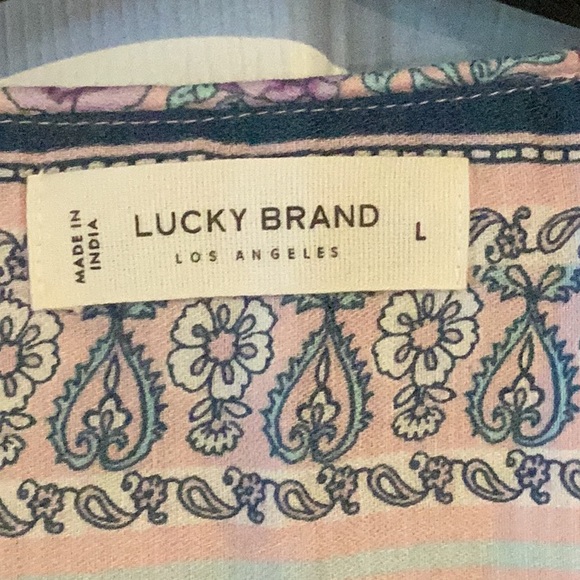 MADE IN
INDIA
LUCKY BRAND
LOS ANGELES
L